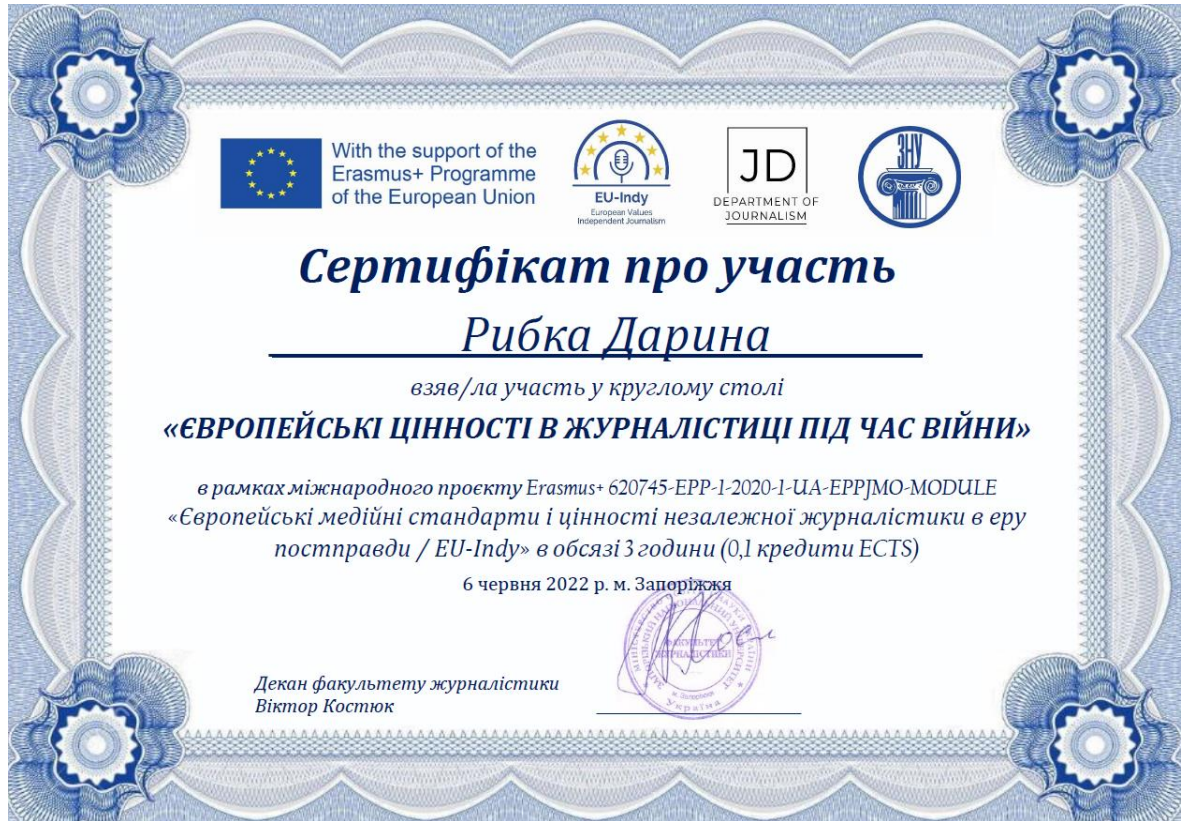 With the support of the
Erasmus+ Programme
of the European Union
EU-Indy
European Values
Independent Journalism
JD
DEPARTMENT OF
JOURNALISM
ЗНУ
Сертифікат про участь
Рибка Дарина
взяв/ла участь у круглому столі
«ЄВРОПЕЙСЬКІ ЦІННОСТІ В ЖУРНАЛІСТИЦІ ПІД ЧАС ВІЙНИ»
в рамках міжнародного проєкту Erasmus+ 620745-EPP-1-2020-1-UA-EPPJMO-MODULE
«Європейські медійні стандарти і цінності незалежної журналістики в еру
постправди / EU-Indy» в обсязі 3 години (0,1 кредити ECTS)
6 червня 2022 р. м. Запоріжжя
ФАКУЛЬТЕТ
ЖУРНАЛІСТИКИ
м. Запоріжжя
Україна
Декан факультету журналістики
Віктор Костюк